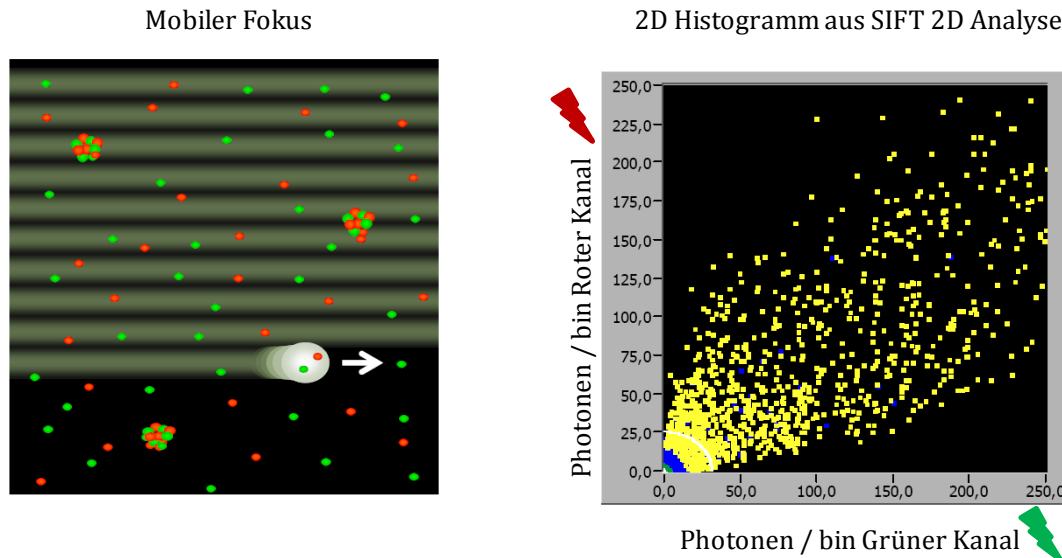 Mobiler Fokus
2D Histogramm aus SIFT 2D Analyse
Photonen / bin Roter Kanal
250,0
225,0
200,0
175,0
150,0
125,0
100,0
75,0
50,0
25,0
0,0
0,0 50,0 100,0 150,0 200,0 250,0
Photonen / bin Grüner Kanal